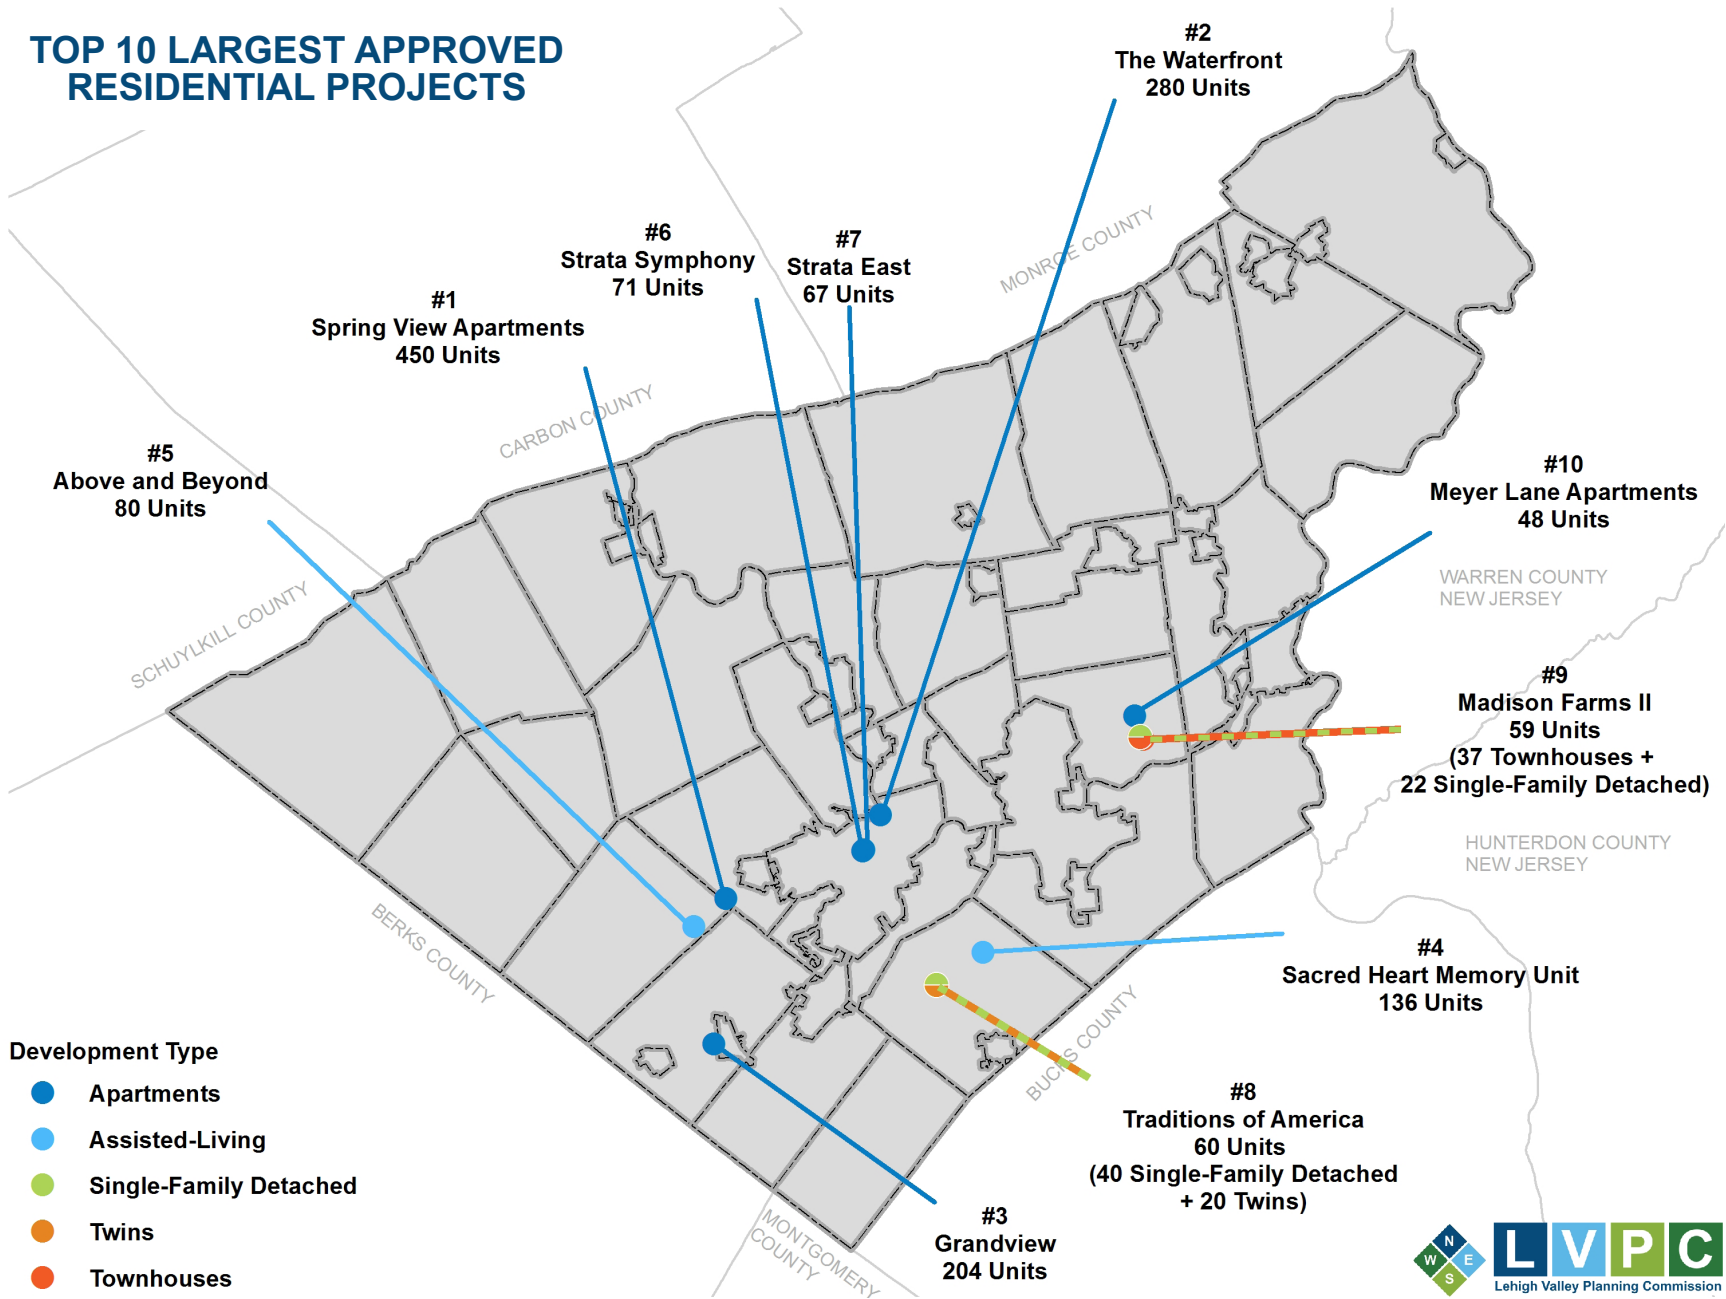 TOP 10 LARGEST APPROVED
RESIDENTIAL PROJECTS
#2
The Waterfront
280 Units
#6
Strata Symphony
71 Units
#7
Strata East
67 Units
MONROE COUNTY
#1
Spring View Apartments
450 Units
CARBON COUNTY
#5
Above and Beyond
80 Units
#10
Meyer Lane Apartments
48 Units
SCHUYLKILL COUNTY
WARREN COUNTY
NEW JERSEY
#9
Madison Farms II
59 Units
(37 Townhouses +
22 Single-Family Detached)
HUNTERDON COUNTY
NEW JERSEY
BERKS COUNTY
#4
Sacred Heart Memory Unit
136 Units
BUCKS COUNTY
#8
Traditions of America
60 Units
(40 Single-Family Detached
+ 20 Twins)
#3
Grandview
204 Units
MONTGOMERY
COUNTY
Development Type
Apartments
Assisted-Living
Single-Family Detached
Twins
Townhouses
N
W E
S
LVPC
Lehigh Valley Planning Commission